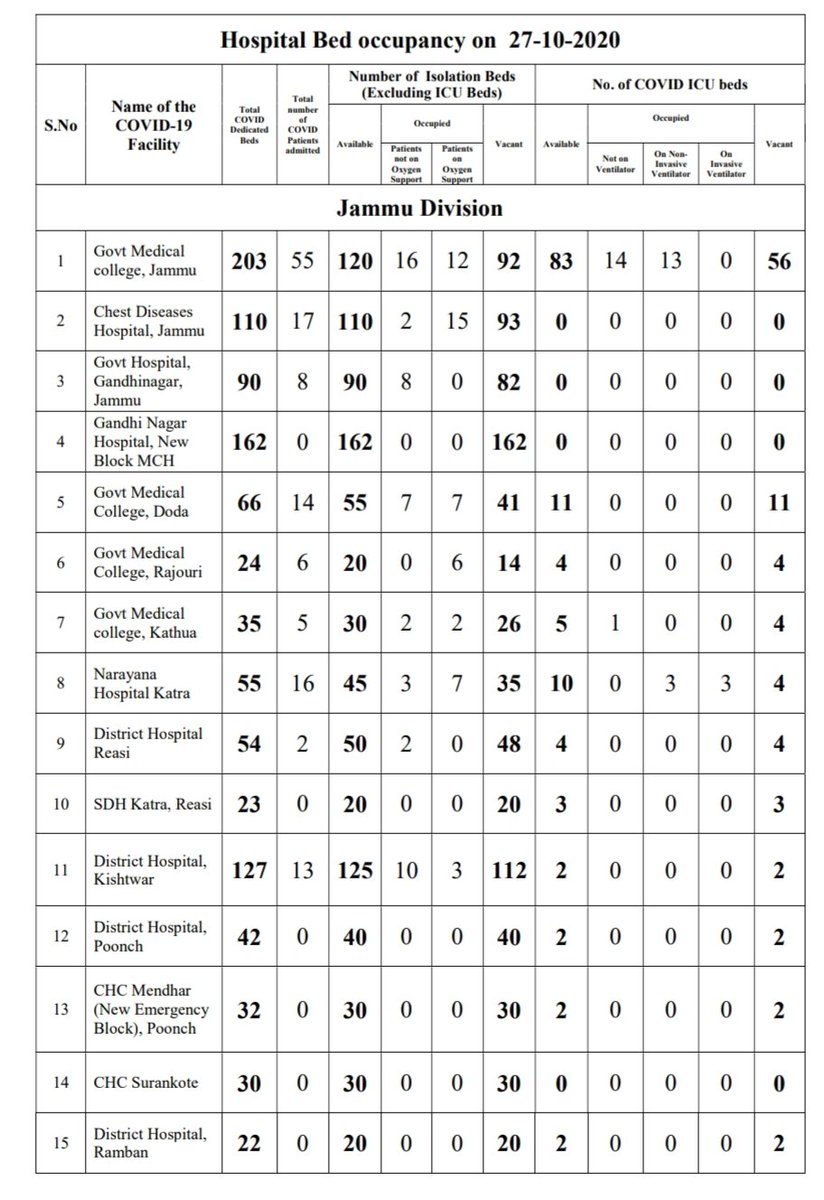 Hospital Bed occupancy on 27-10-2020
S.No
Name of the
COVID-19
Facility
Total
COVID
Dedicated
Beds
Total
number
of
COVID
Patients
admitted
Number of Isolation Beds
(Excluding ICU Beds)
No. of COVID ICU beds
Available
Occupied
Patients
not on
Oxygen
Support
Patients
on
Oxygen
Support
Vacant
Available
Occupied
Not on
Ventilator
On Non-
Invasive
Ventilator
On
Invasive
Ventilator
Vacant
Jammu Division
1
Govt Medical
college, Jammu
203 55 120 16 12 92 83 14 13 0 56
2
Chest Diseases
Hospital, Jammu
110 17 110 2 15 93 0 0 0 0 0
3
Govt Hospital,
Gandhinagar,
Jammu
90 8 90 8 0 82 0 0 0 0 0
4
Gandhi Nagar
Hospital, New
Block MCH
162 0 162 0 0 162 0 0 0 0 0
5
Govt Medical
College, Doda
66 14 55 7 7 41 11 0 0 0 11
6
Govt Medical
College, Rajouri
24 6 20 0 6 14 4 0 0 0 4
7
Govt Medical
college, Kathua
35 5 30 2 2 26 5 1 0 0 4
8
Narayana
Hospital Katra
55 16 45 3 7 35 10 0 3 3 4
9
District Hospital
Reasi
54 2 50 2 0 48 4 0 0 0 4
10 SDH Katra, Reasi 23 0 20 0 0 20 3 0 0 0 3
11
District Hospital,
Kishtwar
127 13 125 10 3 112 2 0 0 0 2
12
District Hospital,
Poonch
42 0 40 0 0 40 2 0 0 0 2
13
CHC Mendhar
(New Emergency
Block), Poonch
32 0 30 0 0 30 2 0 0 0 2
14 CHC Surankote 30 0 30 0 0 30 0 0 0 0 0
15
District Hospital,
Ramban
22 0 20 0 0 20 2 0 0 0 2